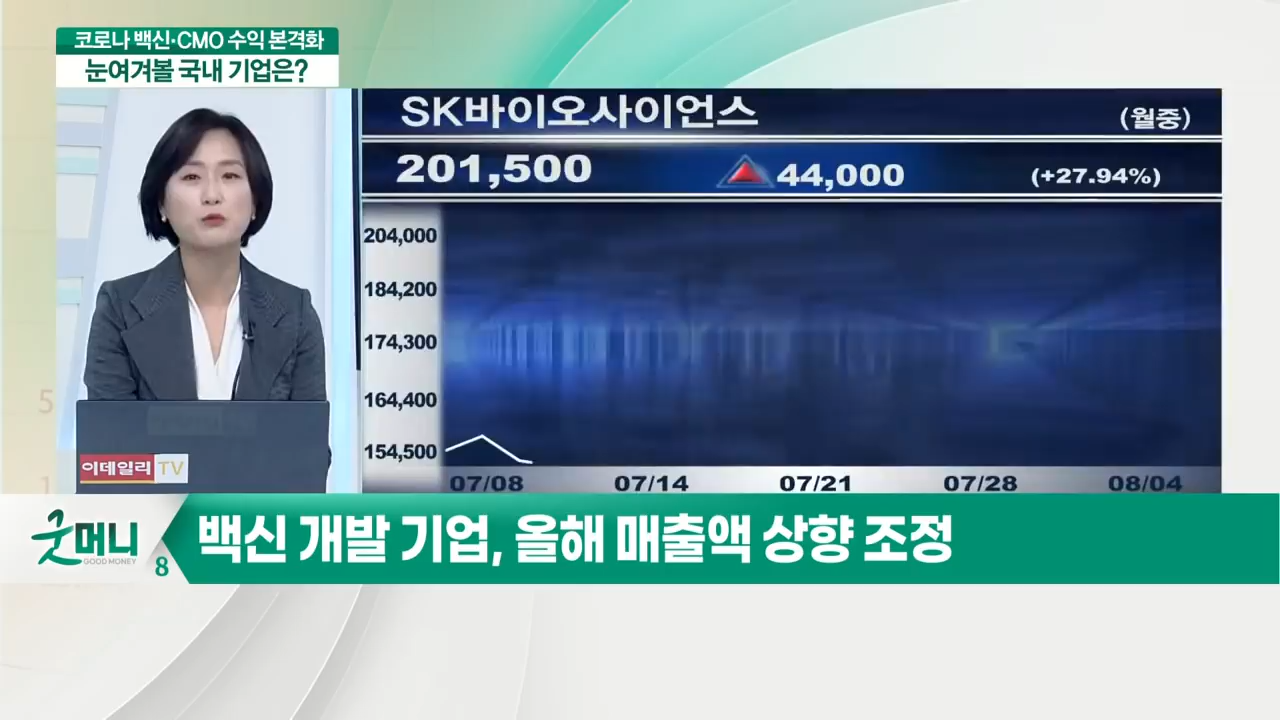 코로나 백신·CMO 수익 본격화
눈여겨볼 국내 기업은?
SK바이오사이언스
(월중)
201,500
44,000
(+27.94%)
204,000
184,200
174,300
164,400
154,500
07/08
07/14
07/21
07/28
08/04
5
1
이데일리 TV
굿머니
GOOD MONEY
8
백신 개발 기업, 올해 매출액 상향 조정